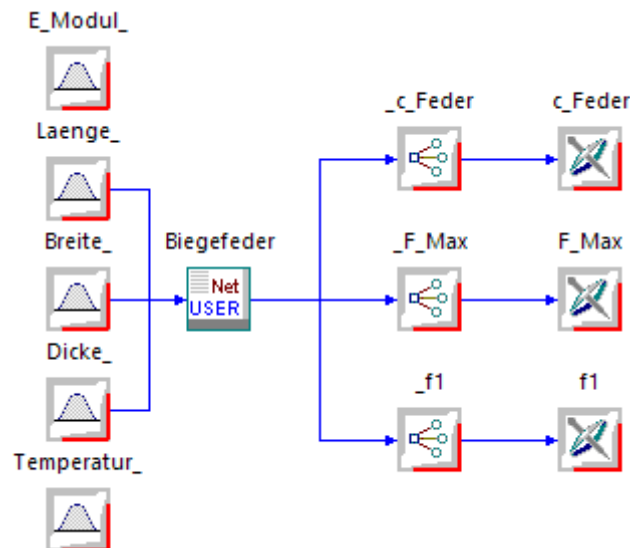 E_Modul_
Laenge_
Breite_
Dicke_
Temperatur_
Biegefeder
Net
USER
_c_Feder
c_Feder
_F_Max
F_Max
_f1
f1